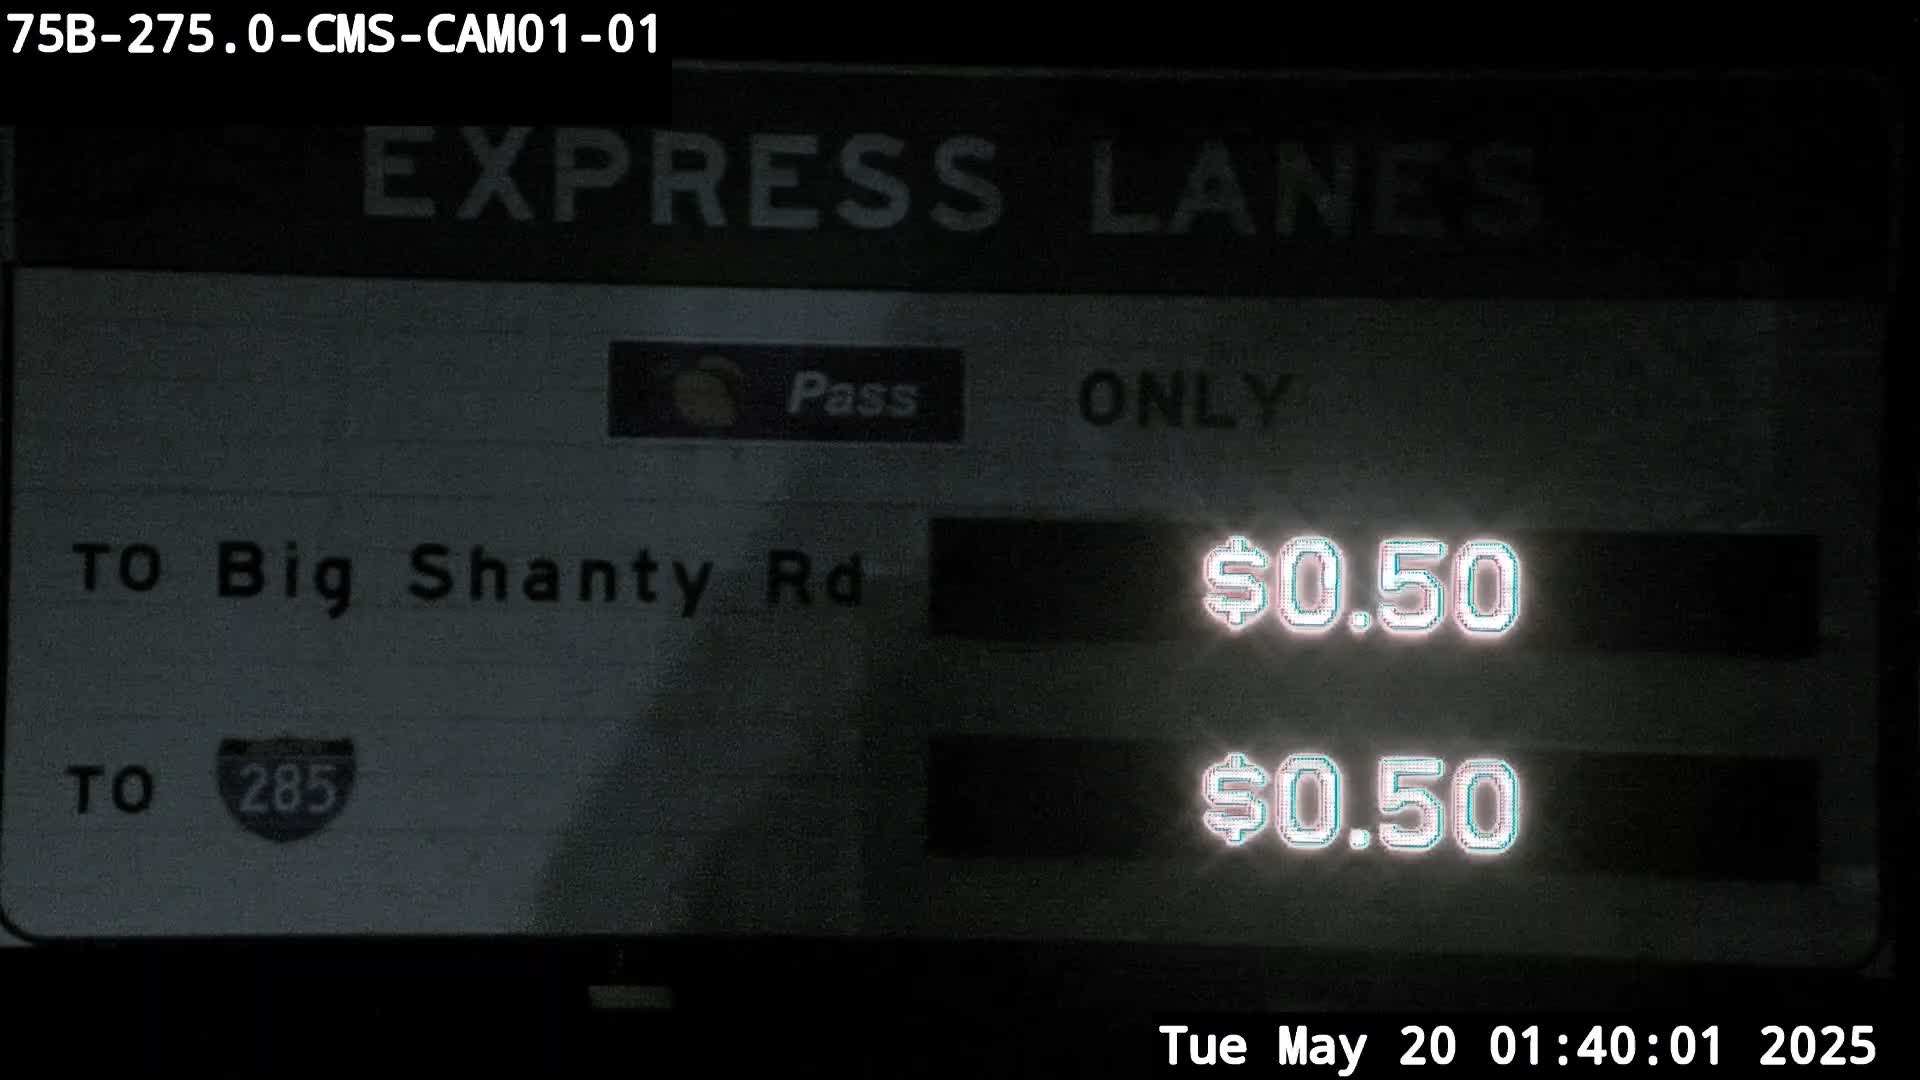 75B-275.0-CMS-CAM01-01
EXPRESS LANES
Pass ONLY
TO Big Shanty Rd $0.50
TO 285 $0.50
Tue May 20 01:40:01 2025